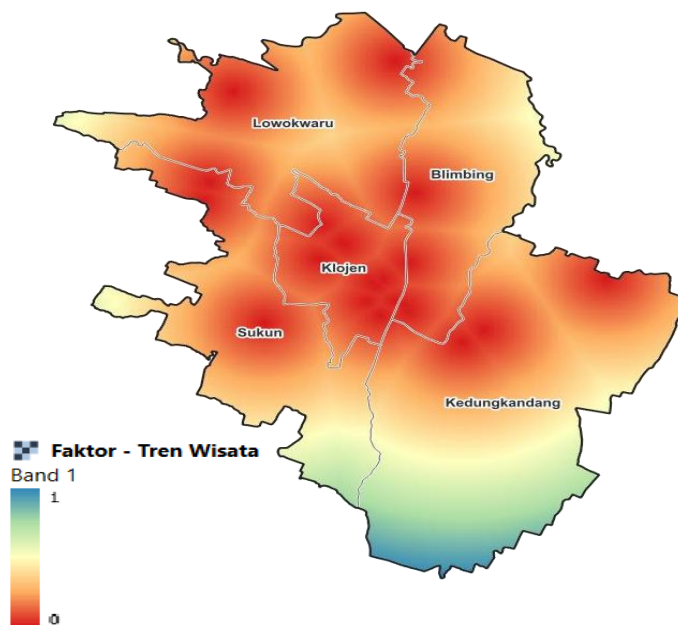 Lowokwaru
Blimbing
Klojen
Sukun
Kedungkandang
Faktor - Tren Wisata
Band 1
1
0